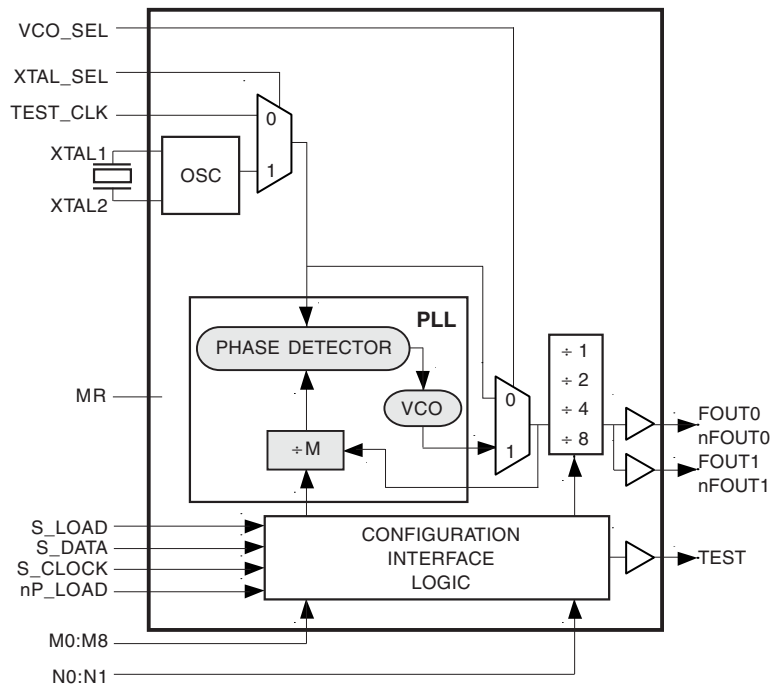 VCO_SEL
XTAL_SEL
TEST_CLK
0
XTAL1
OSC
1
XTAL2
PLL
PHASE DETECTOR
÷ 1
÷ 2
÷ 4
÷ 8
MR
VCO
0
1
FOUT0
nFOUT0
FOUT1
nFOUT1
÷M
S_LOAD
S_DATA
S_CLOCK
nP_LOAD
CONFIGURATION
INTERFACE
LOGIC
TEST
M0:M8
N0:N1